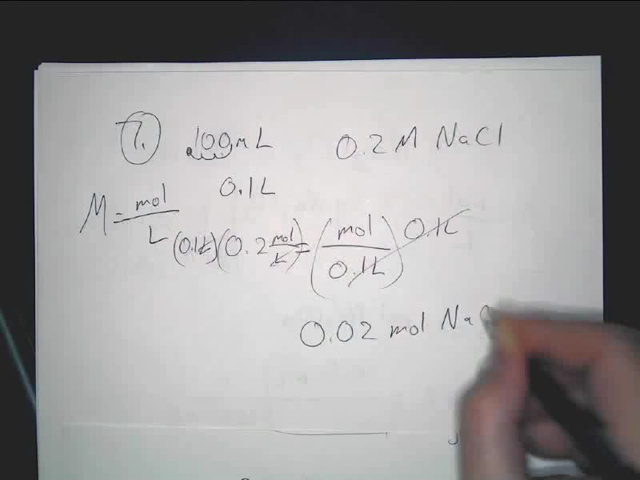 7. 100mL 0.2 M NaCl
0.1L
M = mol/L
(0.1L)(0.2 mol/L) = (mol/0.1L) 0.1L
0.02 mol Na